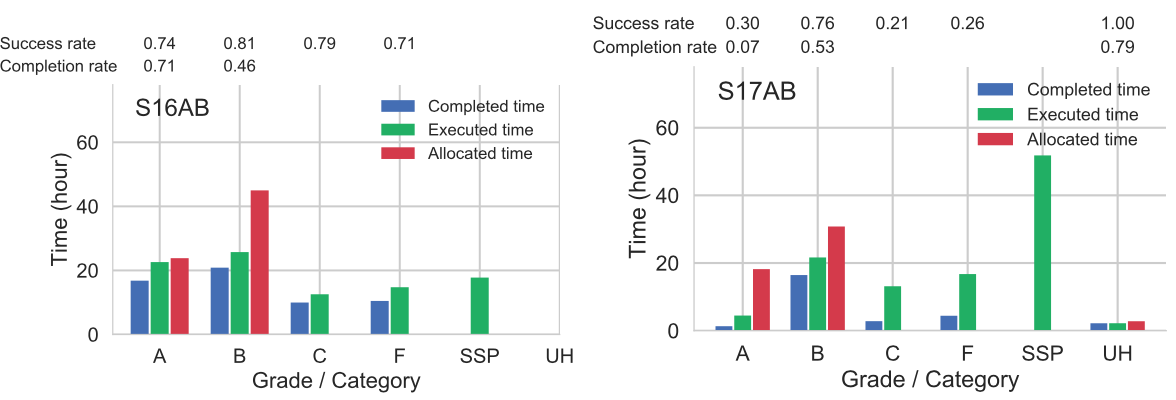 Success rate 0.74 0.81 0.79 0.71
Completion rate 0.71 0.46
S16AB
Completed time
Executed time
Allocated time
Time (hour)
60
40
20
0
A B C F SSP UH
Grade / Category
Success rate 0.30 0.76 0.21 0.26 1.00
Completion rate 0.07 0.53 0.79
S17AB
Completed time
Executed time
Allocated time
Time (hour)
60
40
20
0
A B C F SSP UH
Grade / Category